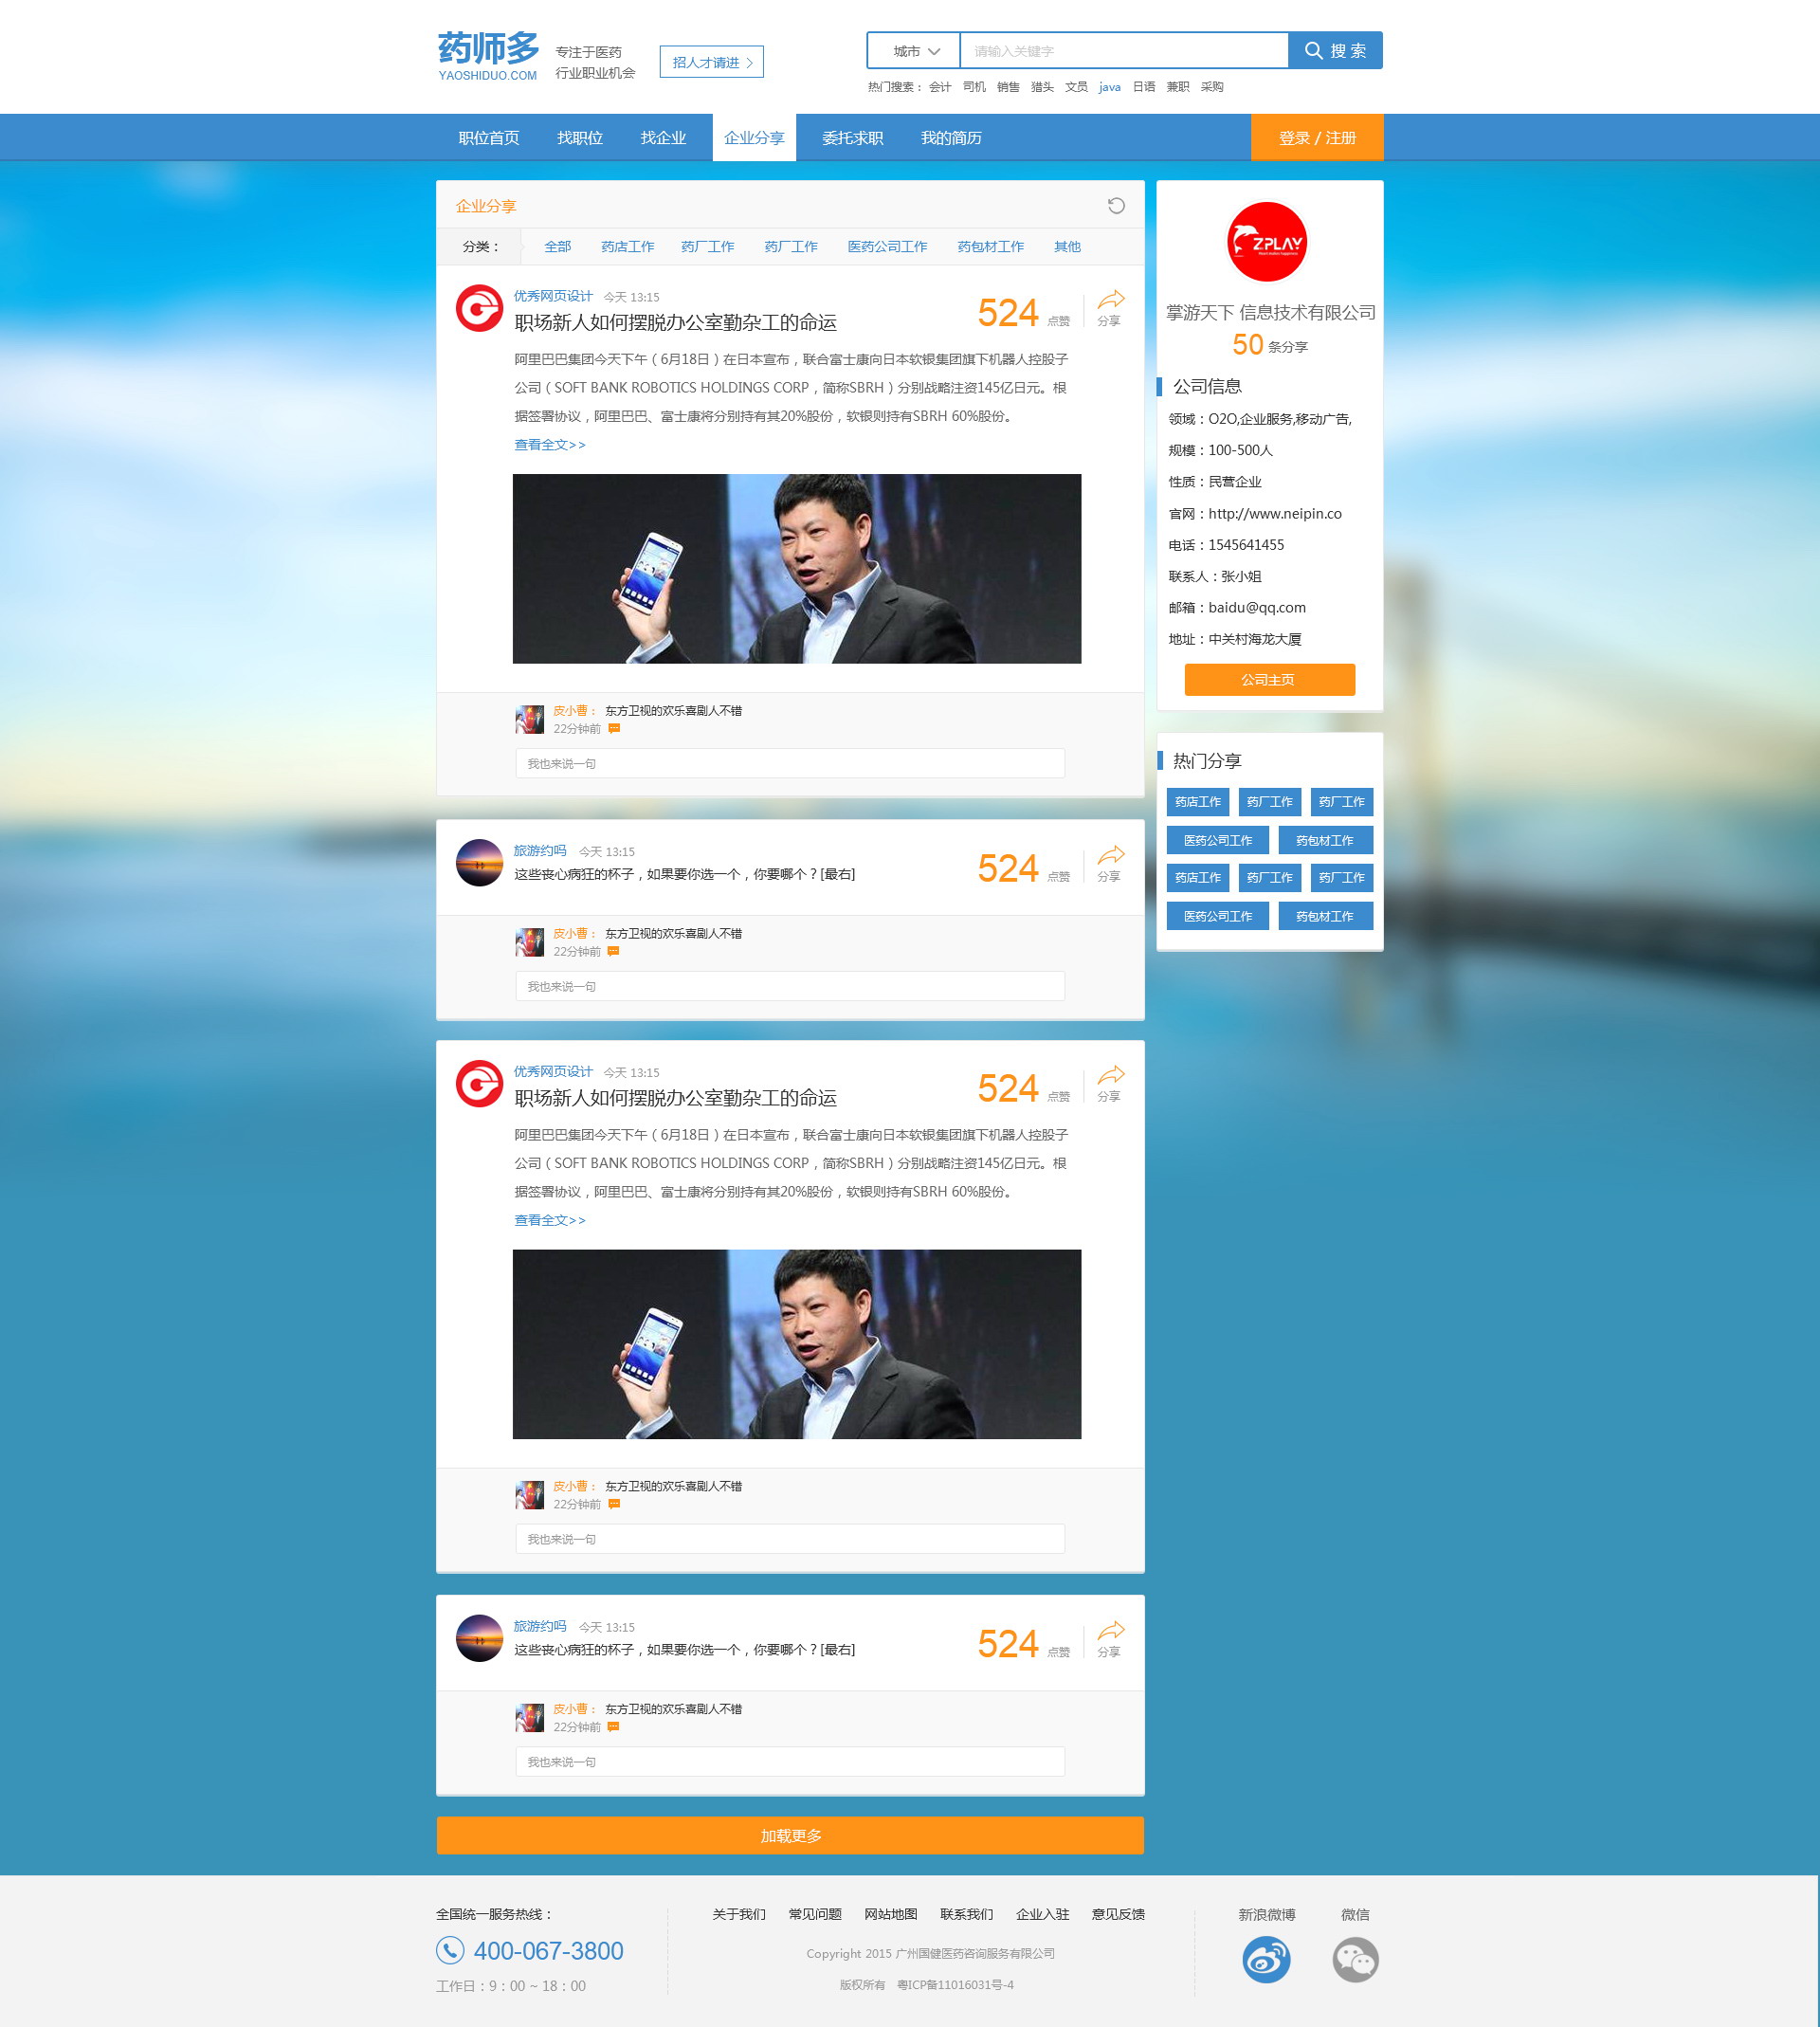 药师多
YAOSHIDUO.COM
专注于医药
行业职业机会
招人才请进
城市
请输入关键字
搜 索
热门搜索： 会计 司机 销售 猎头 文员 java 日语 兼职 采购
职位首页 找职位 找企业 企业分享 委托求职 我的简历 登录 / 注册
企业分享
分类： 全部 药店工作 药厂工作 药厂工作 医药公司工作 药包材工作 其他
优秀网页设计 今天 13:15
职场新人如何摆脱办公室勤杂工的命运
524 点赞 分享
阿里巴巴集团今天下午（6月18日）在日本宣布，联合富士康向日本软银集团旗下机器人控股子
公司（SOFT BANK ROBOTICS HOLDINGS CORP，简称SBRH）分别战略注资145亿日元。根
据签署协议，阿里巴巴、富士康将分别持有其20%股份，软银则持有SBRH 60%股份。
查看全文>>
皮小曹： 东方卫视的欢乐喜剧人不错
22分钟前
我也来说一句
旅游约吗 今天 13:15
这些丧心病狂的杯子，如果要你选一个，你要哪个？[最右]
524 点赞 分享
皮小曹： 东方卫视的欢乐喜剧人不错
22分钟前
我也来说一句
优秀网页设计 今天 13:15
职场新人如何摆脱办公室勤杂工的命运
524 点赞 分享
阿里巴巴集团今天下午（6月18日）在日本宣布，联合富士康向日本软银集团旗下机器人控股子
公司（SOFT BANK ROBOTICS HOLDINGS CORP，简称SBRH）分别战略注资145亿日元。根
据签署协议，阿里巴巴、富士康将分别持有其20%股份，软银则持有SBRH 60%股份。
查看全文>>
皮小曹： 东方卫视的欢乐喜剧人不错
22分钟前
我也来说一句
旅游约吗 今天 13:15
这些丧心病狂的杯子，如果要你选一个，你要哪个？[最右]
524 点赞 分享
皮小曹： 东方卫视的欢乐喜剧人不错
22分钟前
我也来说一句
加载更多
ZPLAY
掌游天下 信息技术有限公司
50 条分享
公司信息
领域：O2O,企业服务,移动广告,
规模：100-500人
性质：民营企业
官网：http://www.neipin.co
电话：1545641455
联系人：张小姐
邮箱：baidu@qq.com
地址：中关村海龙大厦
公司主页
热门分享
药店工作 药厂工作 药厂工作
医药公司工作 药包材工作
药店工作 药厂工作 药厂工作
医药公司工作 药包材工作
全国统一服务热线：
400-067-3800
工作日：9：00 ~ 18：00
关于我们 常见问题 网站地图 联系我们 企业入驻 意见反馈
Copyright 2015 广州国健医药咨询服务有限公司
版权所有 粤ICP备11016031号-4
新浪微博 微信